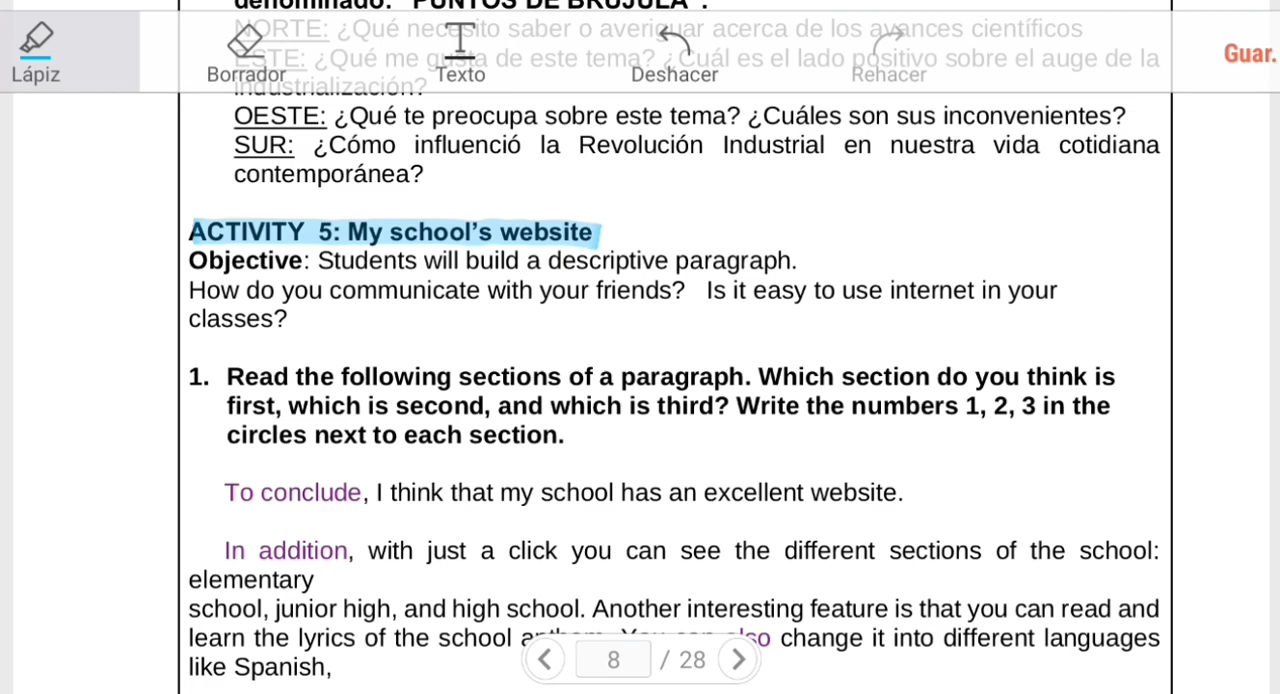 denominado: "PUNTOS DE BRÚJULA".
NORTE: ¿Qué necesito saber o averiguar acerca de los avances científicos
ESTE: ¿Qué me gusta de este tema? ¿Cuál es el lado positivo sobre el auge de la
industrialización?
Lápiz
Borrador
Texto
Deshacer
Rehacer
Guar.
OESTE: ¿Qué te preocupa sobre este tema? ¿Cuáles son sus inconvenientes?
SUR: ¿Cómo influenció la Revolución Industrial en nuestra vida cotidiana
contemporánea?
ACTIVITY 5: My school's website
Objective: Students will build a descriptive paragraph.
How do you communicate with your friends? Is it easy to use internet in your
classes?
1. Read the following sections of a paragraph. Which section do you think is
first, which is second, and which is third? Write the numbers 1, 2, 3 in the
circles next to each section.
To conclude, I think that my school has an excellent website.
In addition, with just a click you can see the different sections of the school:
elementary
school, junior high, and high school. Another interesting feature is that you can read and
learn the lyrics of the school change it into different languages
like Spanish,
8 / 28